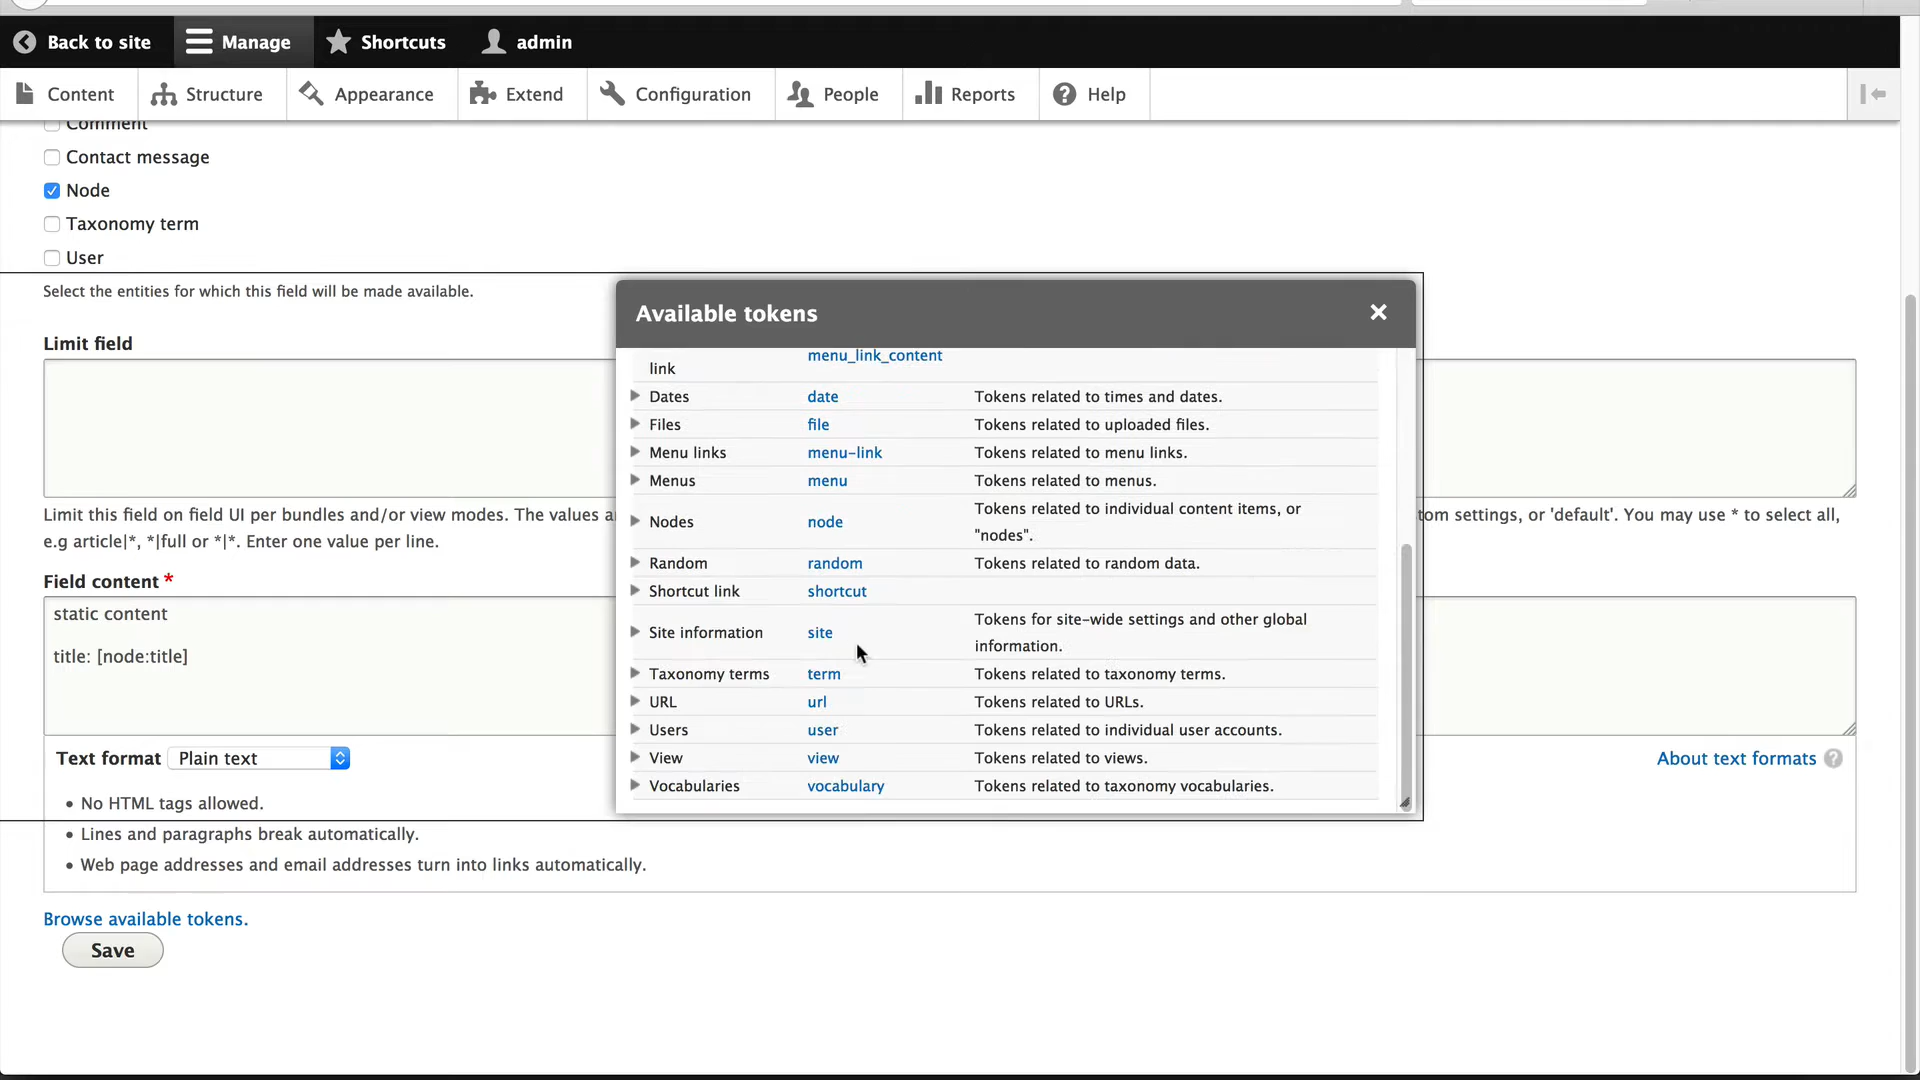 Back to site Manage Shortcuts admin
Content Structure Appearance Extend Configuration People Reports Help
Comment
Contact message
Node
Taxonomy term
User
Select the entities for which this field will be made available.
Limit field
Limit this field on field UI per bundles and/or view modes. The values a
tom settings, or 'default'. You may use * to select all,
e.g article|*, *|full or *|*. Enter one value per line.
Field content *
static content
title: [node:title]
Text format Plain text
About text formats ?
• No HTML tags allowed.
• Lines and paragraphs break automatically.
• Web page addresses and email addresses turn into links automatically.
Browse available tokens.
Save
Available tokens
menu_link_content
link
Dates date Tokens related to times and dates.
Files file Tokens related to uploaded files.
Menu links menu-link Tokens related to menu links.
Menus menu Tokens related to menus.
Nodes node Tokens related to individual content items, or
"nodes".
Random random Tokens related to random data.
Shortcut link shortcut
Site information site Tokens for site-wide settings and other global
information.
Taxonomy terms term Tokens related to taxonomy terms.
URL url Tokens related to URLs.
Users user Tokens related to individual user accounts.
View view Tokens related to views.
Vocabularies vocabulary Tokens related to taxonomy vocabularies.